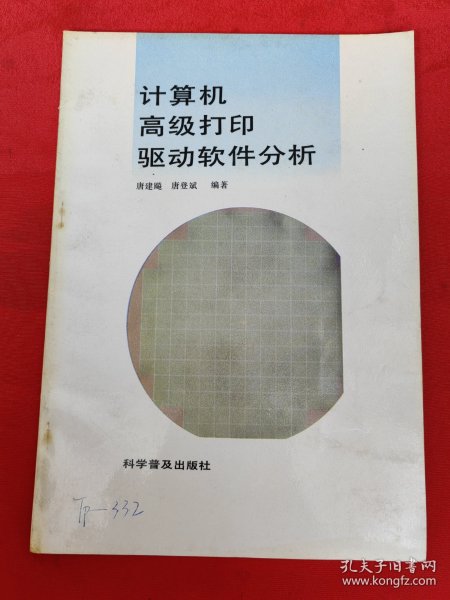 计算机
高级打印
驱动软件分析
唐建飚 唐登斌 编著
科学普及出版社
TP-332
孔夫子旧书网
www.kongfz.com